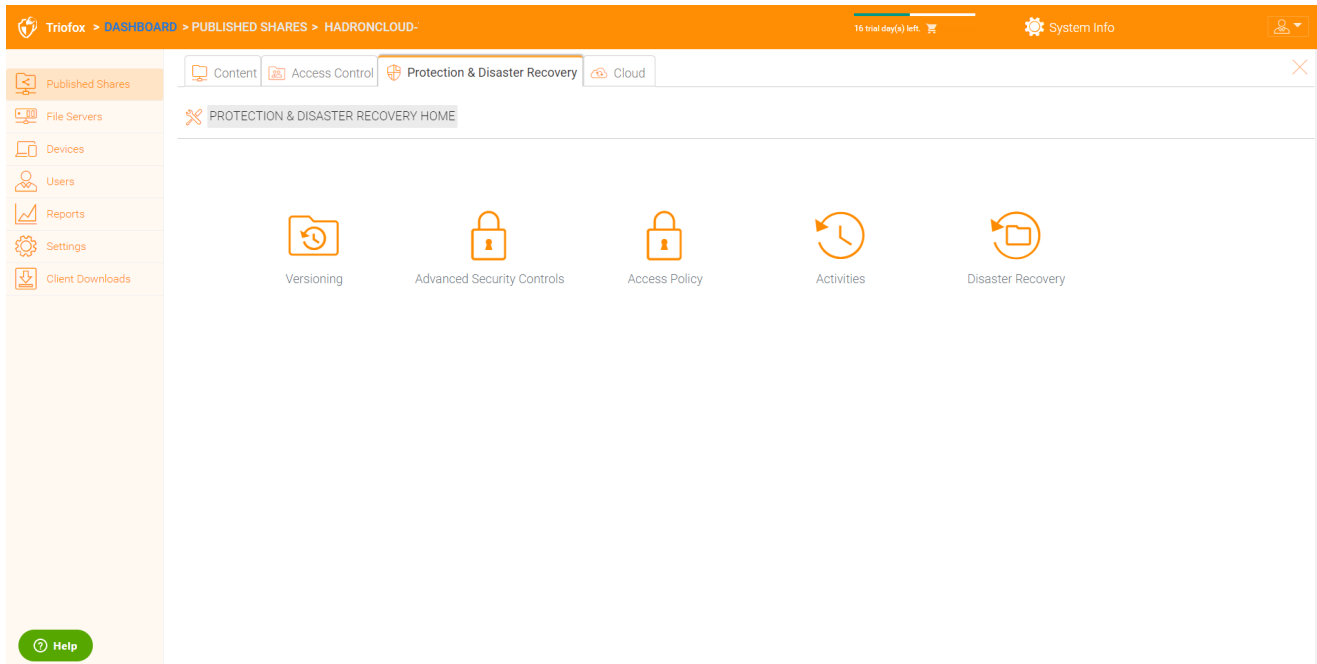 Triofox > DASHBOARD > PUBLISHED SHARES > HADRONCLOUD-
16 trial day(s) left.
System Info
Published Shares
File Servers
Devices
Users
Reports
Settings
Client Downloads
Content
Access Control
Protection & Disaster Recovery
Cloud
PROTECTION & DISASTER RECOVERY HOME
Versioning
Advanced Security Controls
Access Policy
Activities
Disaster Recovery
? Help